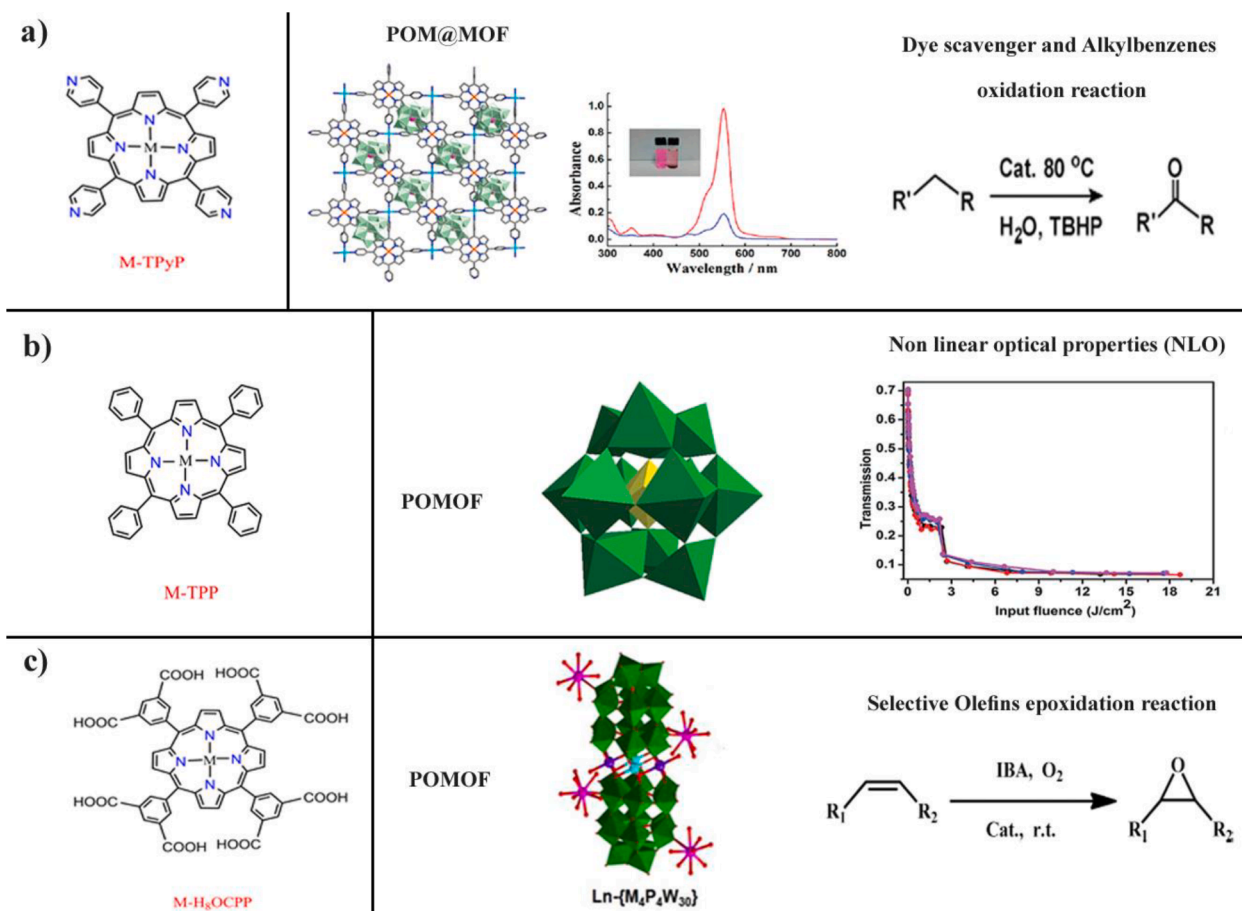 a)
POM@MOF
Dye scavenger and Alkylbenzenes
oxidation reaction
N
N
N
N
M
N
N
N
N
M-TPyP
Absorbance
1.0
0.8
0.6
0.4
0.2
0.0
300 400 500 600 700 800
Wavelength / nm
R' R
Cat. 80 °C
H₂O, TBHP
O
R' R
b)
Non linear optical properties (NLO)
N
N
M
N
N
M-TPP
POMOF
Transmission
0.7
0.6
0.5
0.4
0.3
0.2
0.1
0 3 6 9 12 15 18 21
Input fluence (J/cm²)
c)
COOH HOOC
HOOC COOH
N
N
M
N
N
HOOC COOH
COOH HOOC
M-H₈OCPP
POMOF
Ln-{M₄P₄W₃₀}
Selective Olefins epoxidation reaction
R₁ R₂
IBA, O₂
Cat., r.t.
O
R₁ R₂